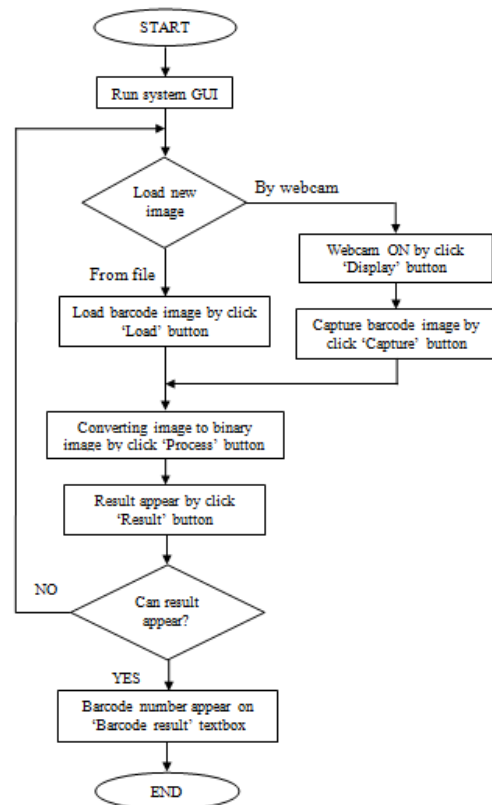 START
Run system GUI
Load new
image
By webcam
Webcam ON by click
‘Display’ button
From file
Load barcode image by click
‘Load’ button
Capture barcode image by
click ‘Capture’ button
Converting image to binary
image by click ‘Process’ button
Result appear by click
‘Result’ button
NO
Can result
appear?
YES
Barcode number appear on
‘Barcode result’ textbox
END